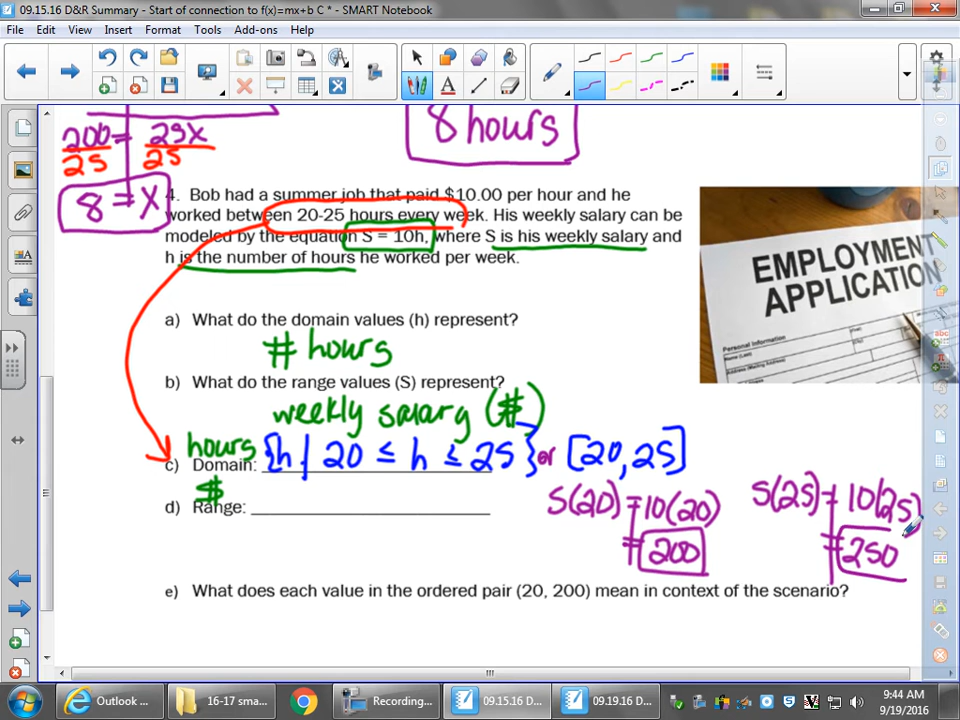 09.15.16 D&R Summary - Start of connection to f(x)=mx+b C * - SMART Notebook
File Edit View Insert Format Tools Add-ons Help
200 = 25x
25 25
8 = x
8 hours
4. Bob had a summer job that paid $10.00 per hour and he
worked between 20-25 hours every week. His weekly salary can be
modeled by the equation S = 10h, where S is his weekly salary and
h is the number of hours he worked per week.
EMPLOYMENT
APPLICATION
Personal Information
a) What do the domain values (h) represent?
# hours
b) What do the range values (S) represent?
weekly salary ($)
hours
c) Domain: {h | 20 ≤ h ≤ 25} or [20,25]
$
d) Range:
S(20) = 10(20)
= 200
S(25) = 10(25)
= 250
e) What does each value in the ordered pair (20, 200) mean in context of the scenario?
Outlook ...
16-17 sma...
Recording...
09.15.16 D...
09.19.16 D...
9:44 AM
9/19/2016